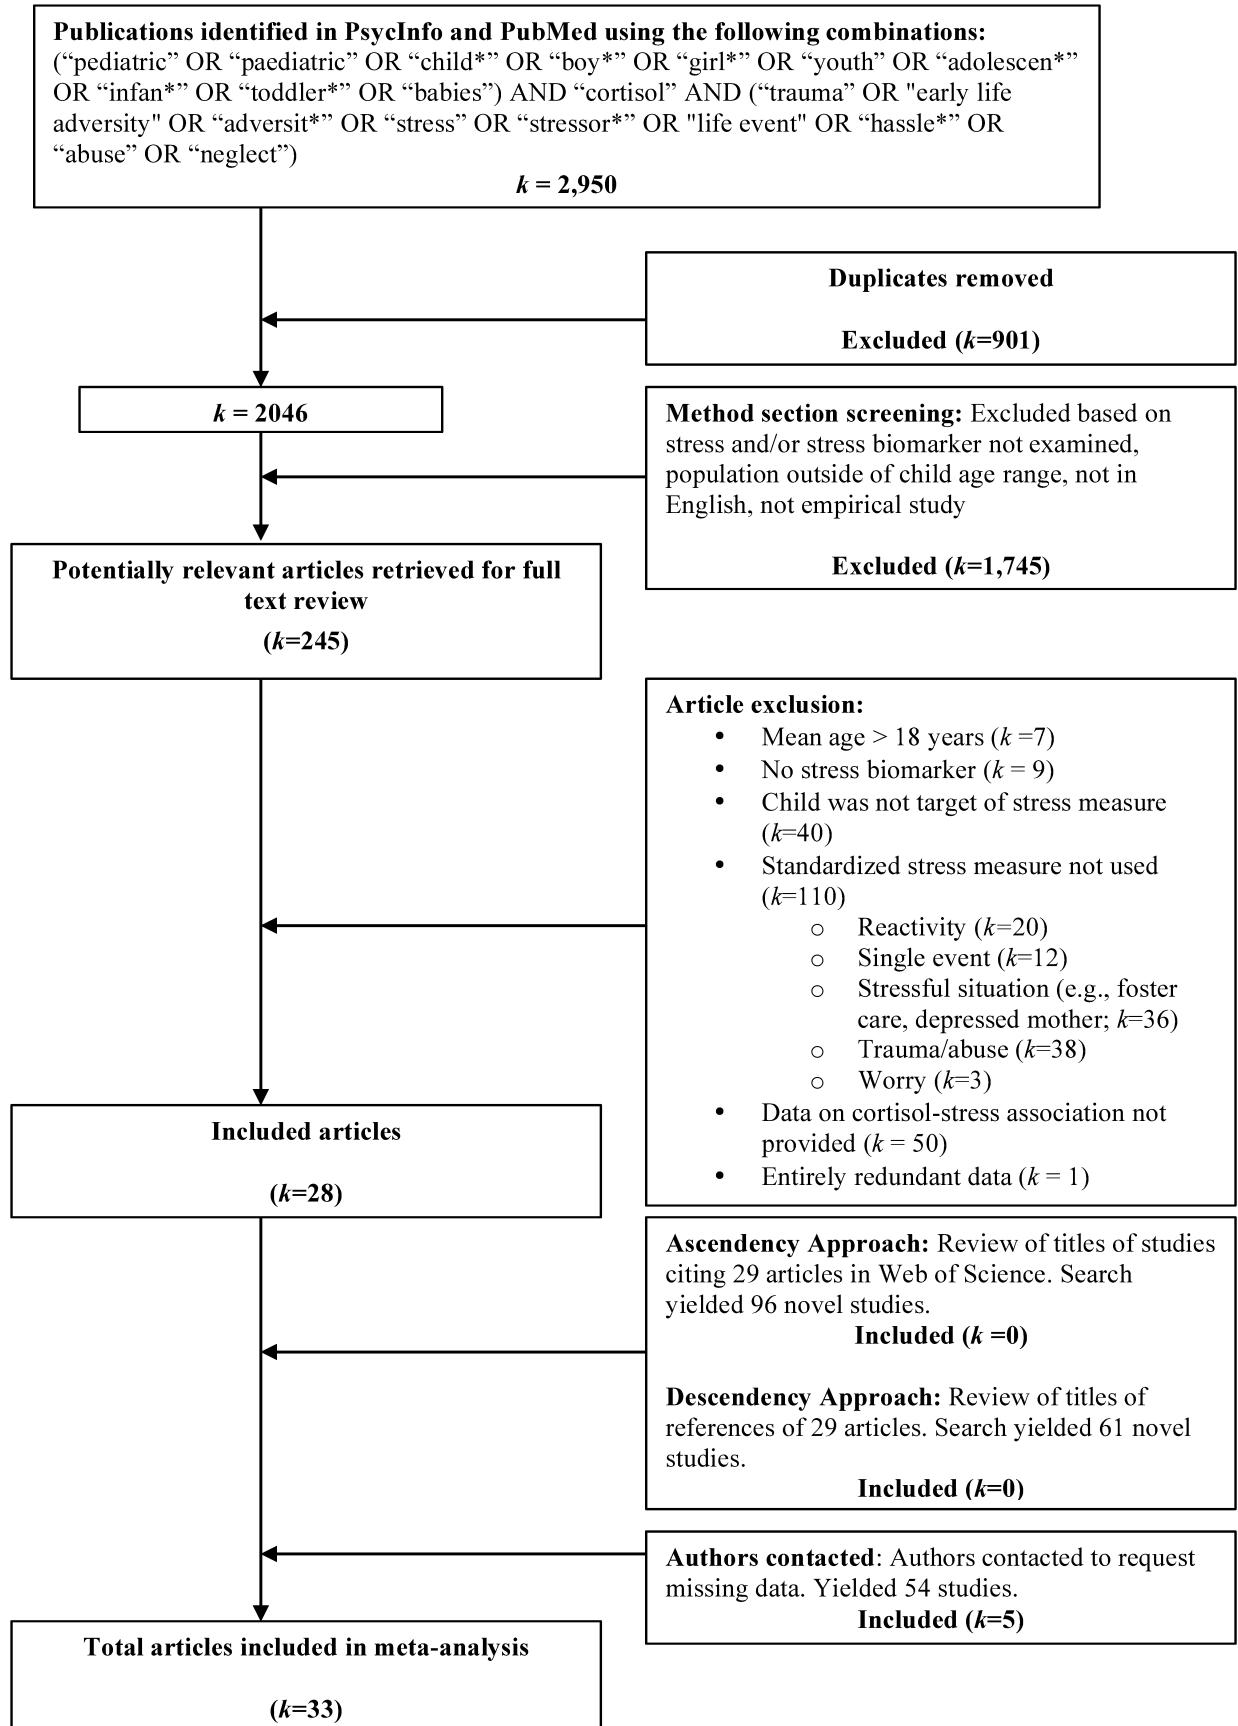 Publications identified in PsycInfo and PubMed using the following combinations:
(“pediatric” OR “paediatric” OR “child*” OR “boy*” OR “girl*” OR “youth” OR “adolescen*”
OR “infan*” OR “toddler*” OR “babies”) AND “cortisol” AND (“trauma” OR "early life
adversity" OR “adversit*” OR “stress” OR “stressor*” OR "life event" OR “hassle*” OR
“abuse” OR “neglect”)
k = 2,950
Duplicates removed
Excluded (k=901)
k = 2046
Method section screening: Excluded based on
stress and/or stress biomarker not examined,
population outside of child age range, not in
English, not empirical study
Excluded (k=1,745)
Potentially relevant articles retrieved for full
text review
(k=245)
Article exclusion:
• Mean age > 18 years (k =7)
• No stress biomarker (k = 9)
• Child was not target of stress measure
(k=40)
• Standardized stress measure not used
(k=110)
o Reactivity (k=20)
o Single event (k=12)
o Stressful situation (e.g., foster
care, depressed mother; k=36)
o Trauma/abuse (k=38)
o Worry (k=3)
• Data on cortisol-stress association not
provided (k = 50)
• Entirely redundant data (k = 1)
Included articles
(k=28)
Ascendency Approach: Review of titles of studies
citing 29 articles in Web of Science. Search
yielded 96 novel studies.
Included (k =0)
Descendency Approach: Review of titles of
references of 29 articles. Search yielded 61 novel
studies.
Included (k=0)
Authors contacted: Authors contacted to request
missing data. Yielded 54 studies.
Included (k=5)
Total articles included in meta-analysis
(k=33)